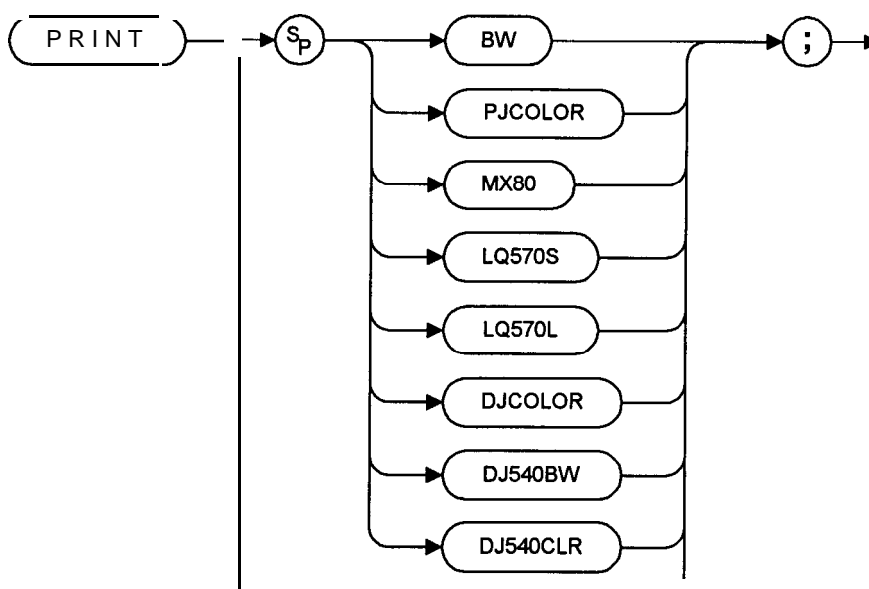 PRINT SP BW ;
PJCOLOR
MX80
LQ570S
LQ570L
DJCOLOR
DJ540BW
DJ540CLR